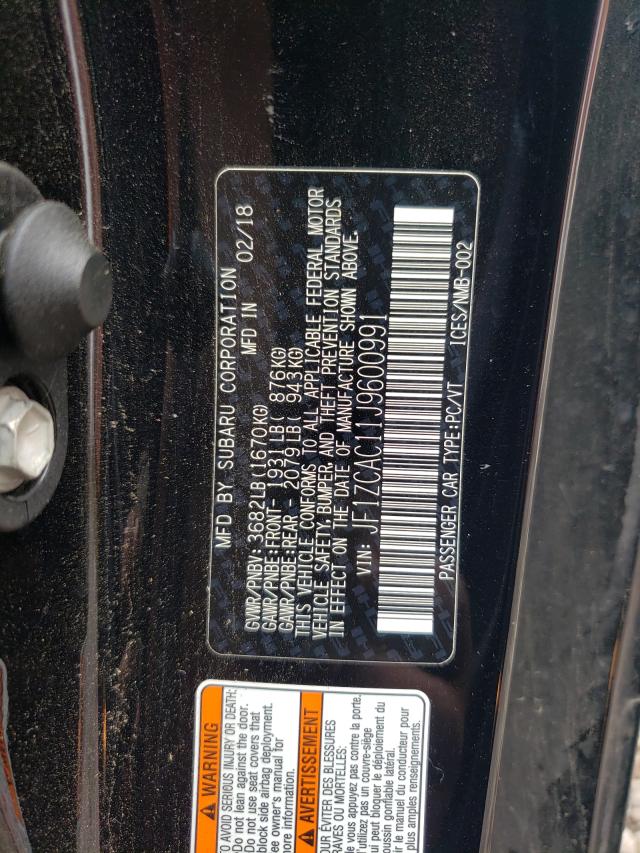 MFD BY SUBARU CORPORATION
MFD IN 02/18
GVWR/PNBV:3682LB(1670KG)
GAWR/PNBE:FRONT- 1931LB( 876KG)
GAWR/PNBE:REAR- 2079LB( 943KG)
THIS VEHICLE CONFORMS TO ALL APPLICABLE FEDERAL MOTOR
VEHICLE SAFETY,BUMPER,AND THEFT PREVENTION STANDARDS
IN EFFECT ON THE DATE OF MANUFACTURE SHOWN ABOVE.
VIN: JF1ZCAC11J9600991
PASSENGER CAR TYPE:PC/VT ICES/NMB-002
WARNING
TO AVOID SERIOUS INJURY OR DEATH:
Do not lean against the door.
Do not use seat covers that
block side airbag deployment.
owner's manual for
more information.
AVERTISSEMENT
POUR ÉVITER DES BLESSURES
OU MORTELLES:
vous appuyez pas contre la porte.
N'utilisez pas un couvre-siège
qui peut bloquer le déploiement du
coussin gonflable latéral.
le manuel du conducteur pour
plus amples renseignements.